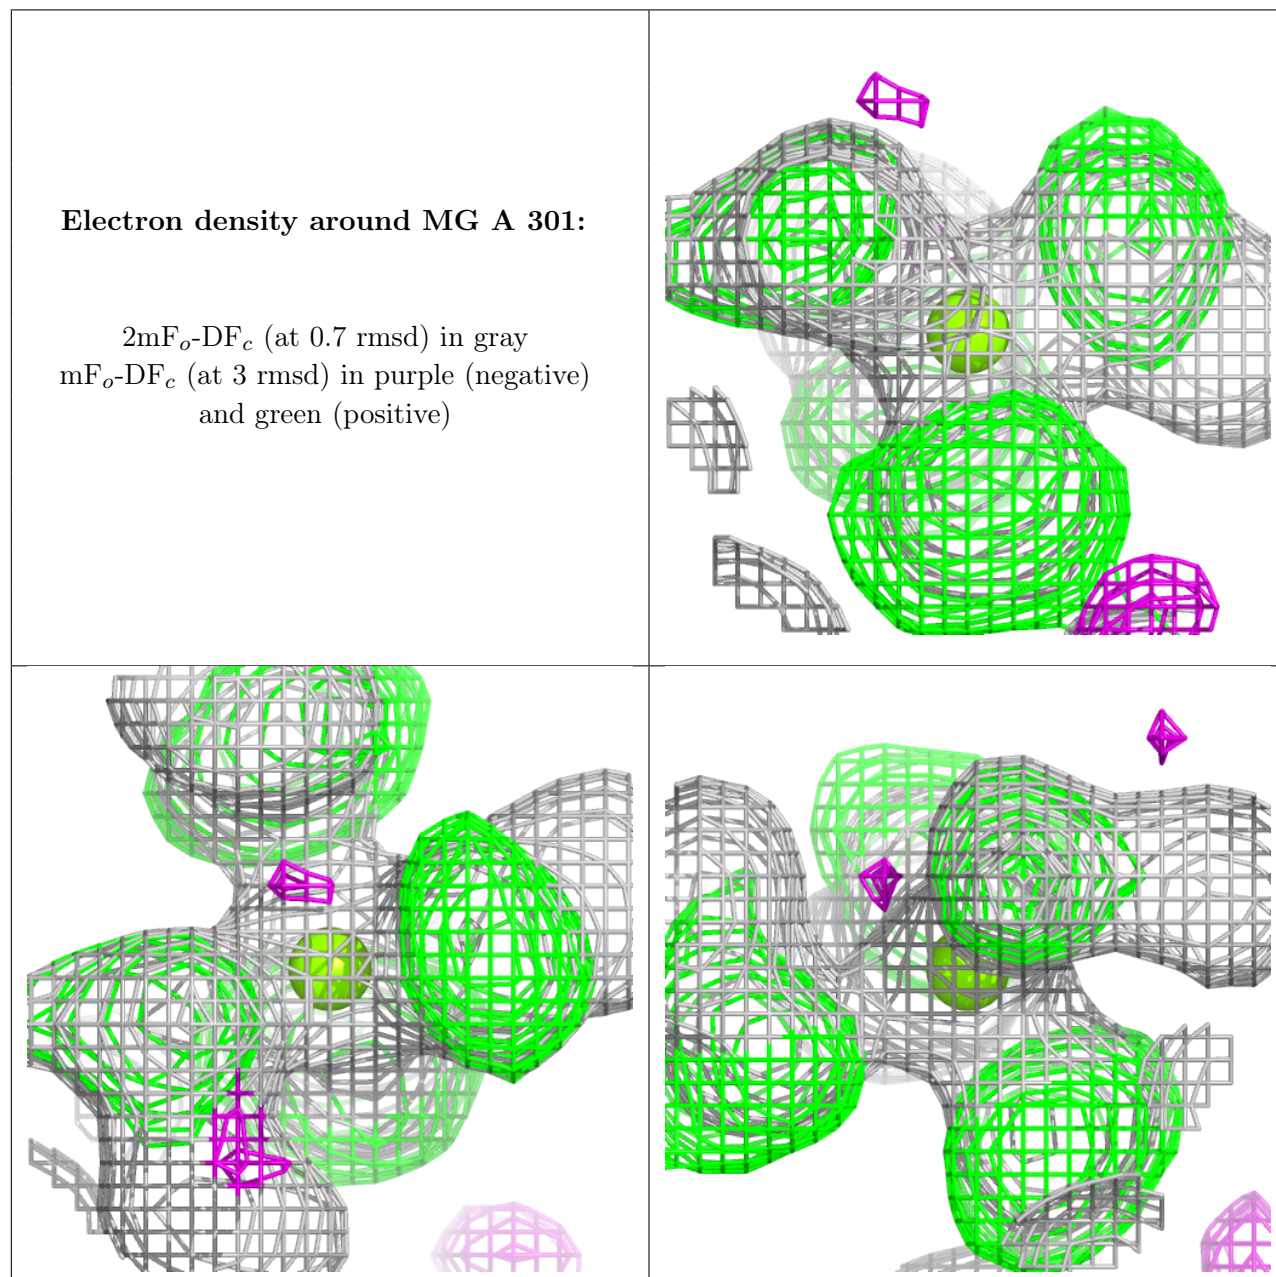 Electron density around MG A 301:
2mFo-DFc (at 0.7 rmsd) in gray
mFo-DFc (at 3 rmsd) in purple (negative)
and green (positive)